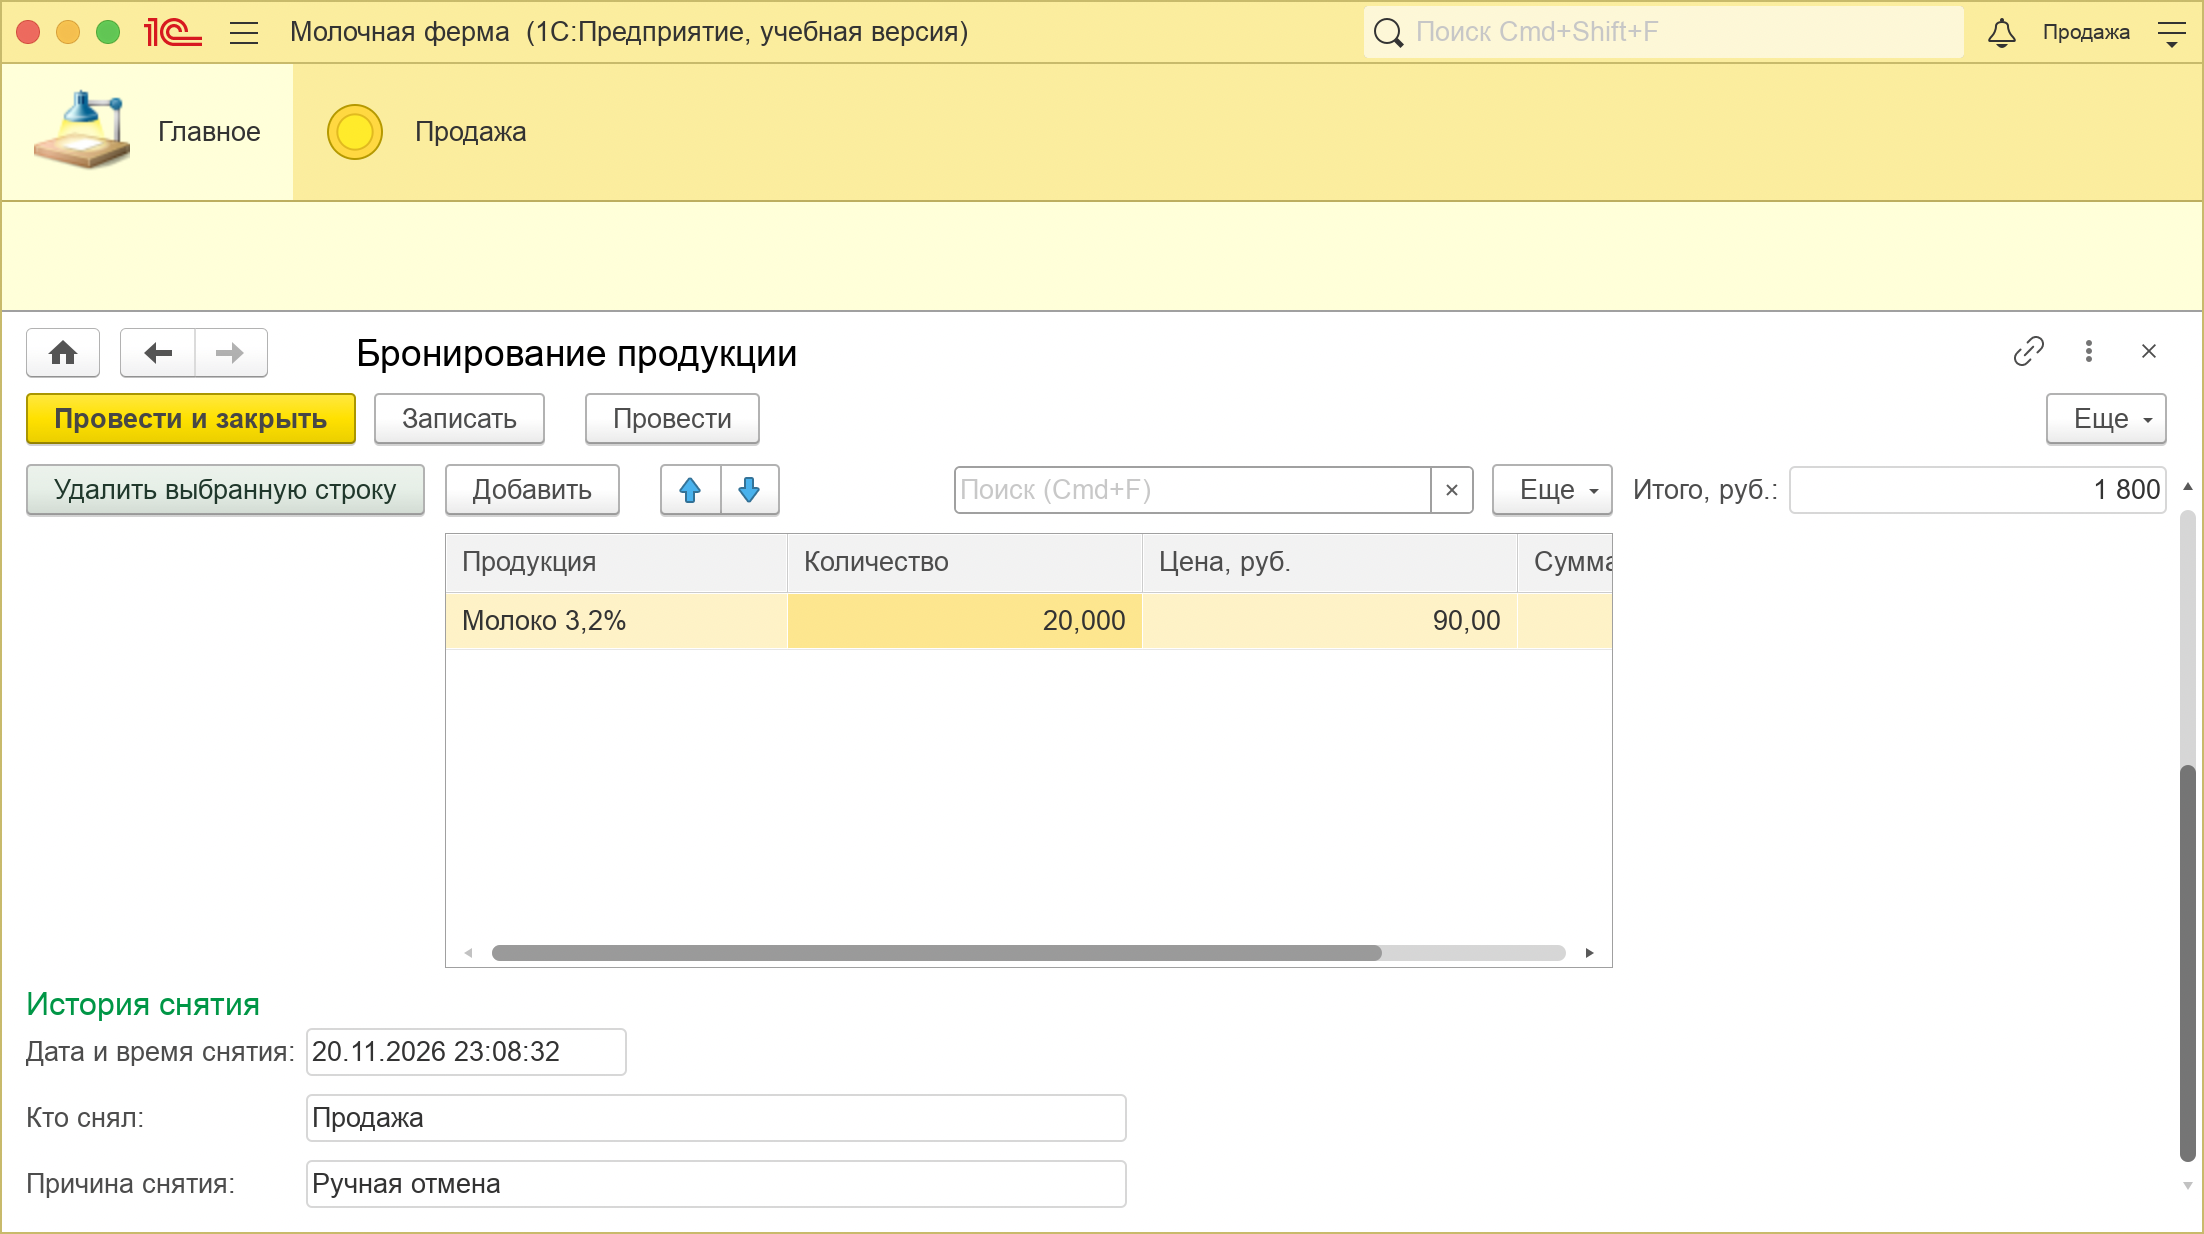 1С Молочная ферма (1С:Предприятие, учебная версия) Поиск Cmd+Shift+F Продажа
Главное Продажа
Бронирование продукции
Провести и закрыть Записать Провести Еще
Удалить выбранную строку Добавить Поиск (Cmd+F) × Еще Итого, руб.: 1 800
Продукция Количество Цена, руб. Сумма
Молоко 3,2% 20,000 90,00
История снятия
Дата и время снятия: 20.11.2026 23:08:32
Кто снял: Продажа
Причина снятия: Ручная отмена